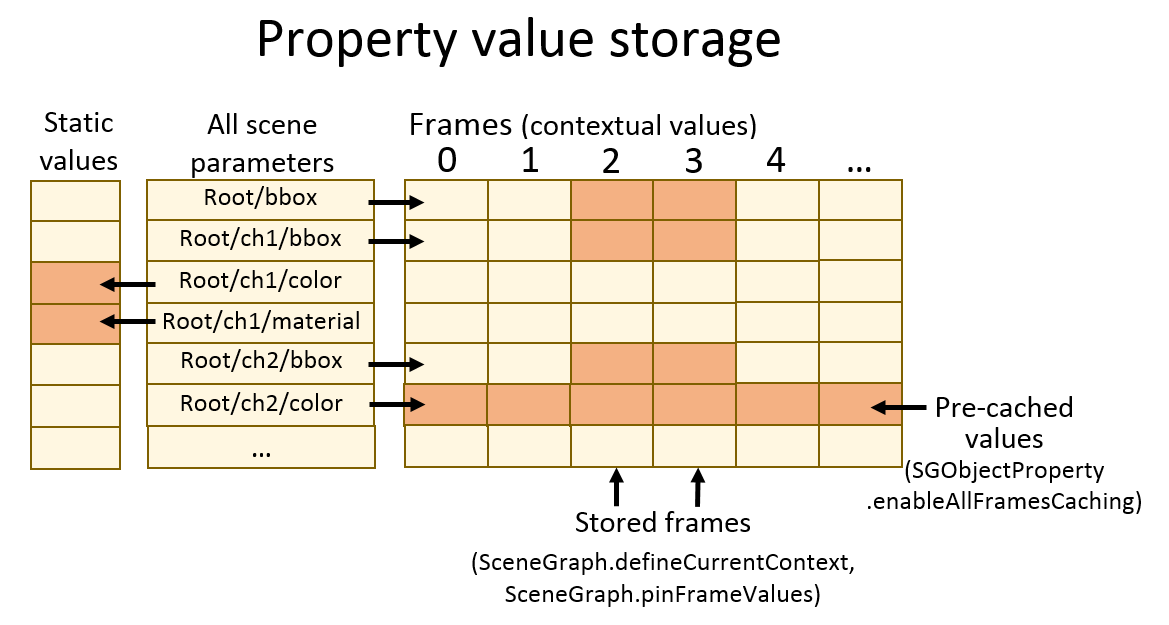 Property value storage
Static
values
All scene
parameters
Frames (contextual values)
0 1 2 3 4 ...
Root/bbox
Root/ch1/bbox
Root/ch1/color
Root/ch1/material
Root/ch2/bbox
Root/ch2/color
...
Pre-cached
values
(SGObjectProperty
.enableAllFramesCaching)
Stored frames
(SceneGraph.defineCurrentContext,
SceneGraph.pinFrameValues)